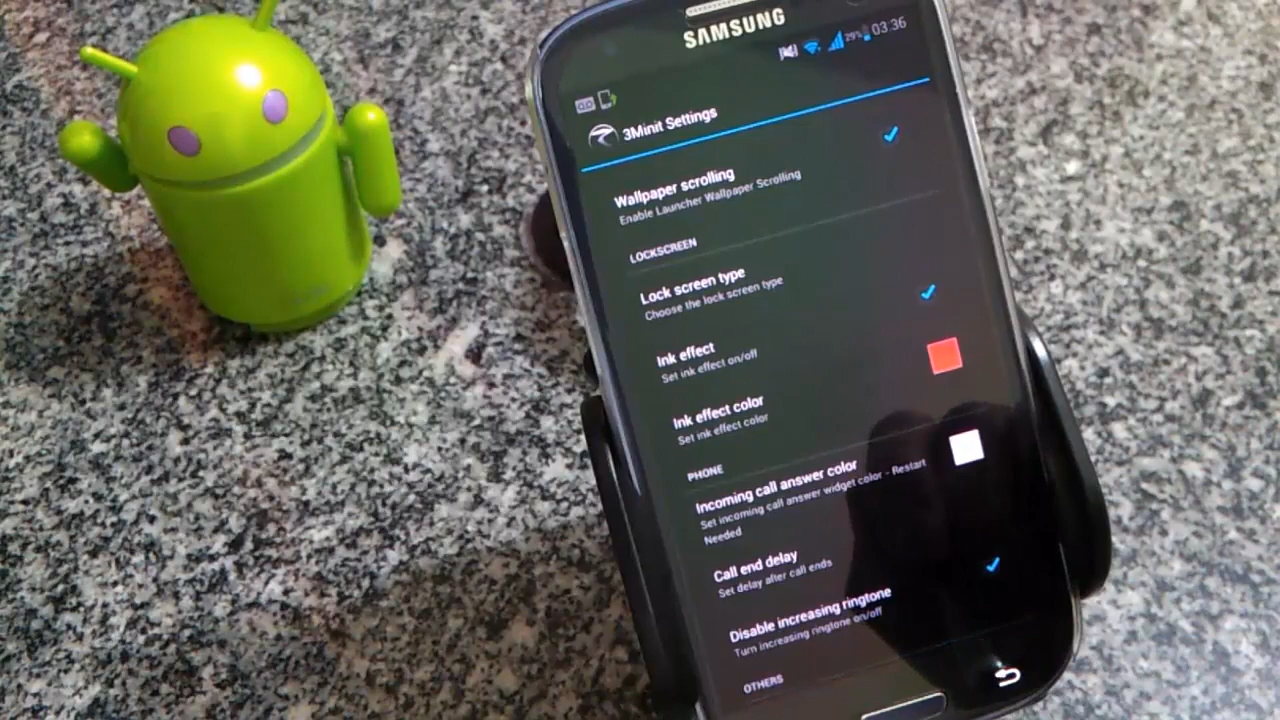 SAMSUNG
29% 03:36
3Minit Settings
Wallpaper scrolling
Enable Launcher Wallpaper Scrolling
LOCKSCREEN
Lock screen type
Choose the lock screen type
Ink effect
Set ink effect on/off
Ink effect color
Set ink effect color
PHONE
Incoming call answer color
Set incoming call answer widget color - Restart
Needed
Call end delay
Set delay after call ends
Disable increasing ringtone
Turn increasing ringtone on/off
OTHERS